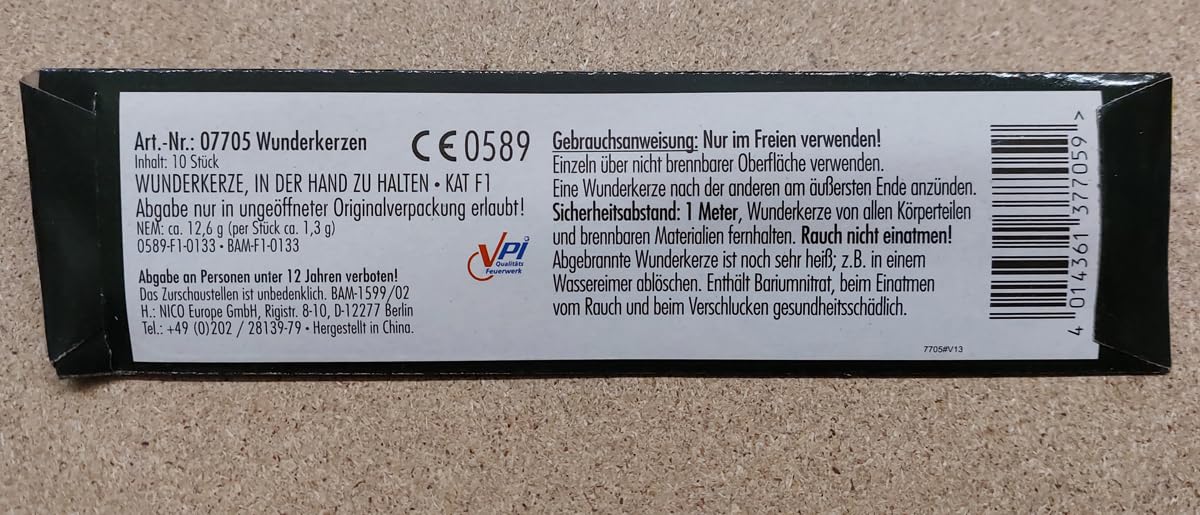 Art.-Nr.: 07705 Wunderkerzen
Inhalt: 10 Stück
WUNDERKERZE, IN DER HAND ZU HALTEN • KAT F1
Abgabe nur in ungeöffneter Originalverpackung erlaubt!
NEM: ca. 12,6 g (per Stück ca. 1,3 g)
0589-F1-0133 • BAM-F1-0133
Abgabe an Personen unter 12 Jahren verboten!
Das Zurschaustellen ist unbedenklich. BAM-1599/02
H.: NICO Europe GmbH, Rigistr. 8-10, D-12277 Berlin
Tel.: +49 (0)202 / 28139-79 • Hergestellt in China.
CE 0589
VPi
Qualitäts
Feuerwerk
Gebrauchsanweisung: Nur im Freien verwenden!
Einzeln über nicht brennbarer Oberfläche verwenden.
Eine Wunderkerze nach der anderen am äußersten Ende anzünden.
Sicherheitsabstand: 1 Meter, Wunderkerze von allen Körperteilen
und brennbaren Materialien fernhalten. Rauch nicht einatmen!
Abgebrannte Wunderkerze ist noch sehr heiß; z.B. in einem
Wassereimer ablöschen. Enthält Bariumnitrat, beim Einatmen
vom Rauch und beim Verschlucken gesundheitsschädlich.
7705#V13
4 014361 377059 >